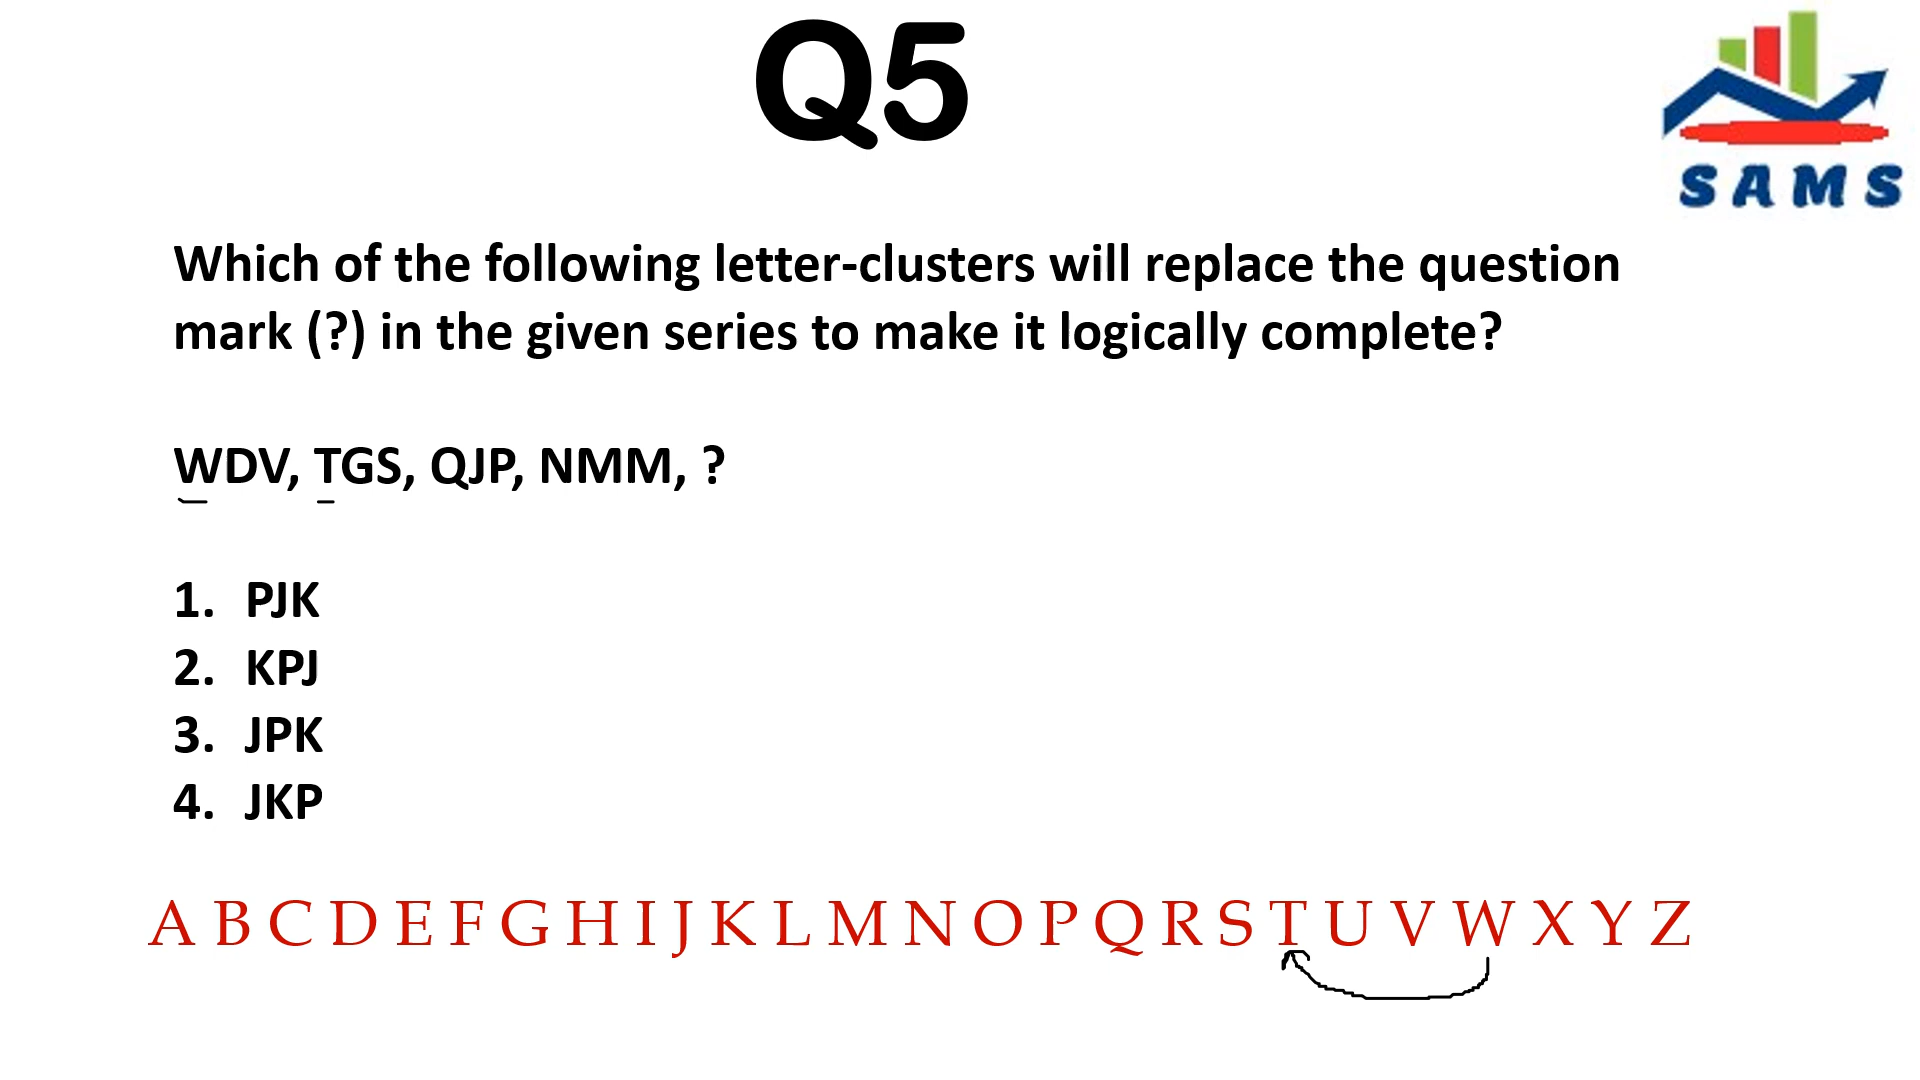 Q5
SAMS
Which of the following letter-clusters will replace the question
mark (?) in the given series to make it logically complete?
WDV, TGS, QJP, NMM, ?
1. PJK
2. KPJ
3. JPK
4. JKP
A B C D E F G H I J K L M N O P Q R S T U V W X Y Z